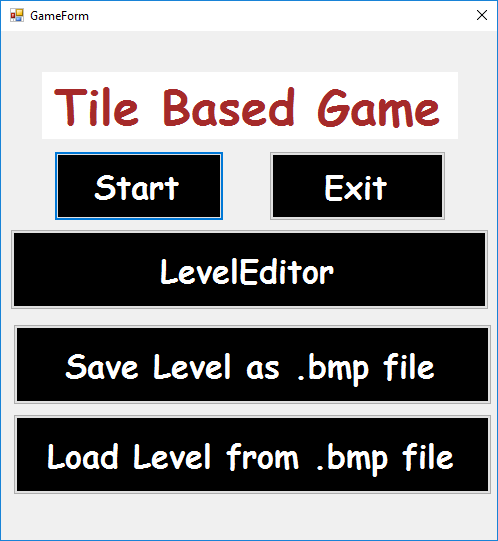 GameForm
Tile Based Game
Start
Exit
LevelEditor
Save Level as .bmp file
Load Level from .bmp file